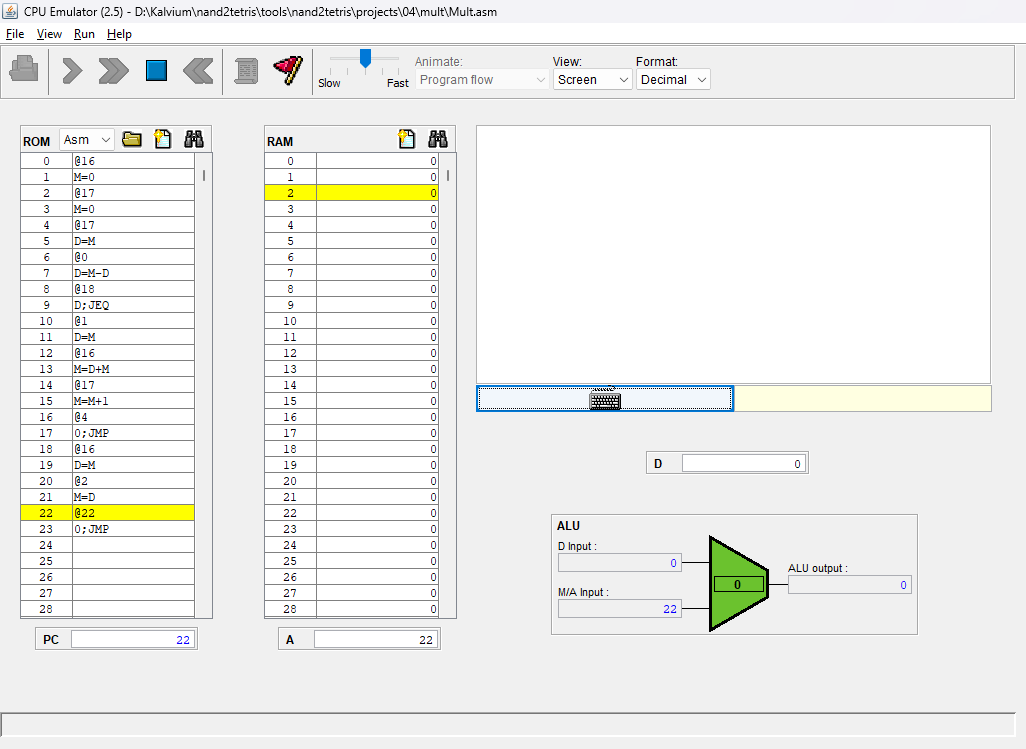 CPU Emulator (2.5) - D:\Kalvium\nand2tetris\tools\nand2tetris\projects\04\mult\Mult.asm
File View Run Help
Slow Fast
Animate:
Program flow
View:
Screen
Format:
Decimal
ROM Asm
0 @16
1 M=0
2 @17
3 M=0
4 @17
5 D=M
6 @0
7 D=M-D
8 @18
9 D;JEQ
10 @1
11 D=M
12 @16
13 M=D+M
14 @17
15 M=M+1
16 @4
17 0;JMP
18 @16
19 D=M
20 @2
21 M=D
22 @22
23 0;JMP
24
25
26
27
28
PC 22
RAM
0 0
1 0
2 0
3 0
4 0
5 0
6 0
7 0
8 0
9 0
10 0
11 0
12 0
13 0
14 0
15 0
16 0
17 0
18 0
19 0
20 0
21 0
22 0
23 0
24 0
25 0
26 0
27 0
28 0
A 22
D 0
ALU
D Input :
0
M/A Input :
22
0
ALU output :
0